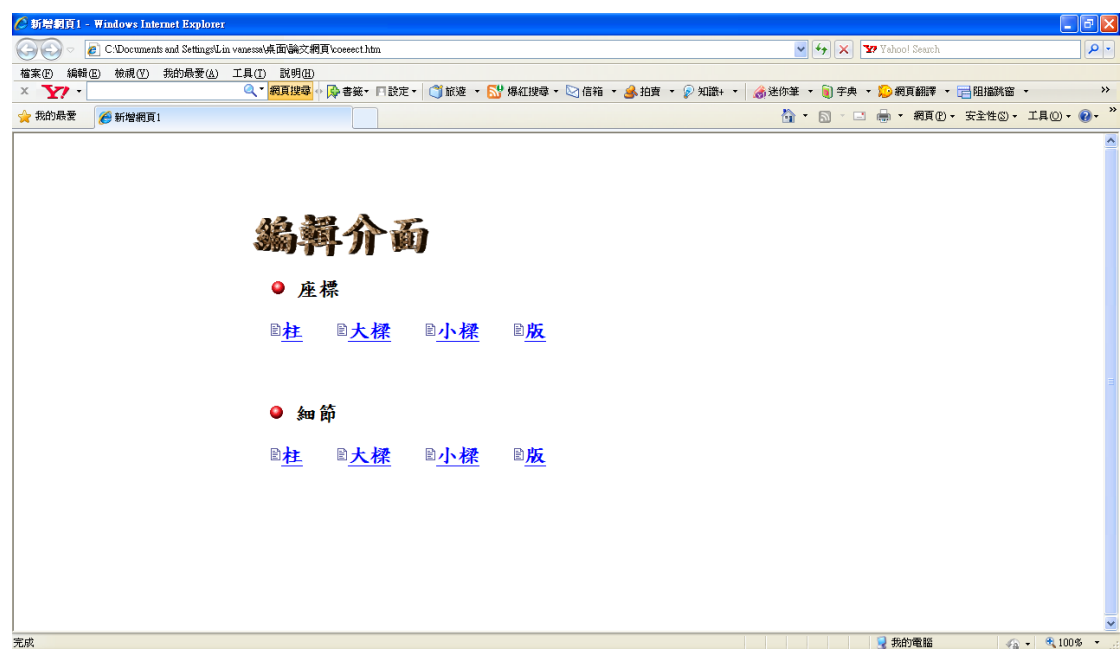 新增網頁1 - Windows Internet Explorer
C:\Documents and Settings\Lin vanessa\桌面\論文網頁\coeeect.htm
Yahoo! Search
檔案(F) 編輯(E) 檢視(V) 我的最愛(A) 工具(T) 說明(H)
× Y! 網頁搜尋 書籤 設定 旅遊 爆紅搜尋 信箱 拍賣 知識+ 迷你筆 字典 網頁翻譯 阻擋跳窗 »
我的最愛 新增網頁1 網頁(P) 安全性(S) 工具(O) »
編輯介面
座標
柱 大樑 小樑 版
細節
柱 大樑 小樑 版
完成 我的電腦 100%